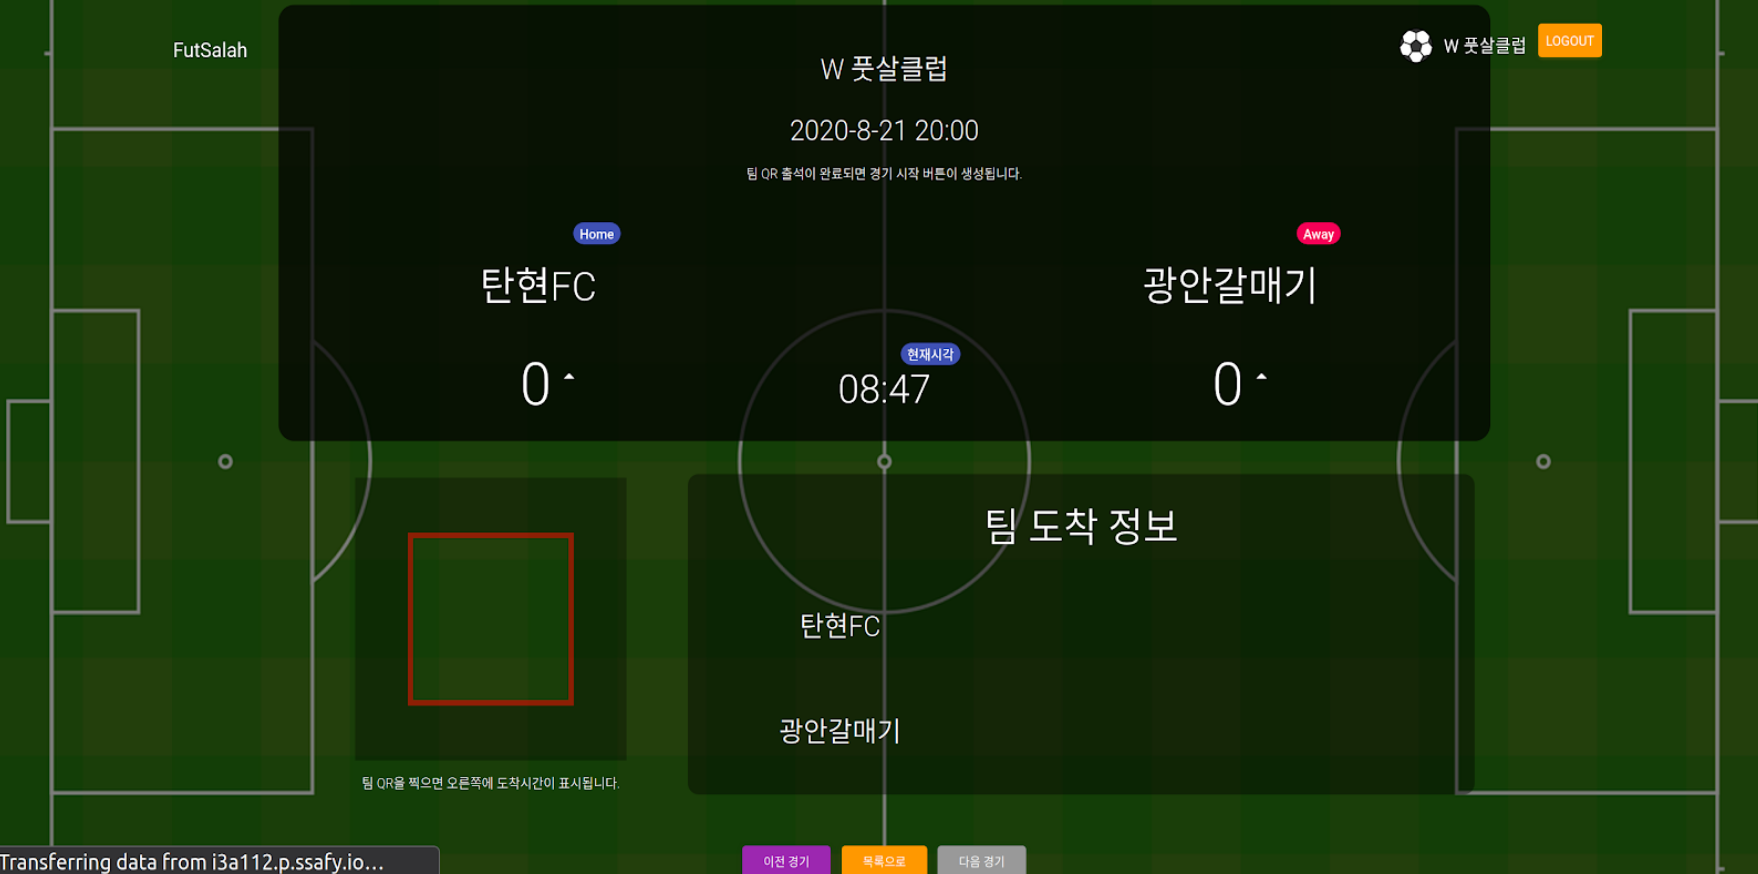 FutSalah
W 풋살클럽
LOGOUT
W 풋살클럽
2020-8-21 20:00
팀 QR 출석이 완료되면 경기 시작 버튼이 생성됩니다.
Home
Away
탄현FC
광안갈매기
현재시각
0
08:47
0
팀 도착 정보
탄현FC
광안갈매기
팀 QR을 찍으면 오른쪽에 도착시간이 표시됩니다.
이전 경기
목록으로
다음 경기
Transferring data from i3a112.p.ssafy.io...